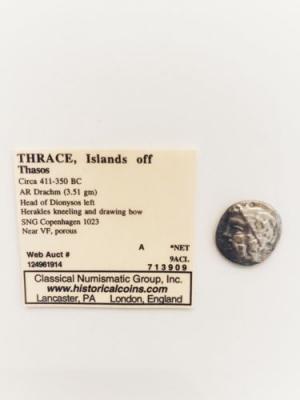 THRACE, Islands off
Thasos
Circa 411-350 BC
AR Drachm (3.51 gm)
Head of Dionysos left
Herakles kneeling and drawing bow
SNG Copenhagen 1023
Near VF, porous
A *NET
Web Auct # 9ACL
124961914 713909
Classical Numismatic Group, Inc.
www.historicalcoins.com
Lancaster, PA London, England